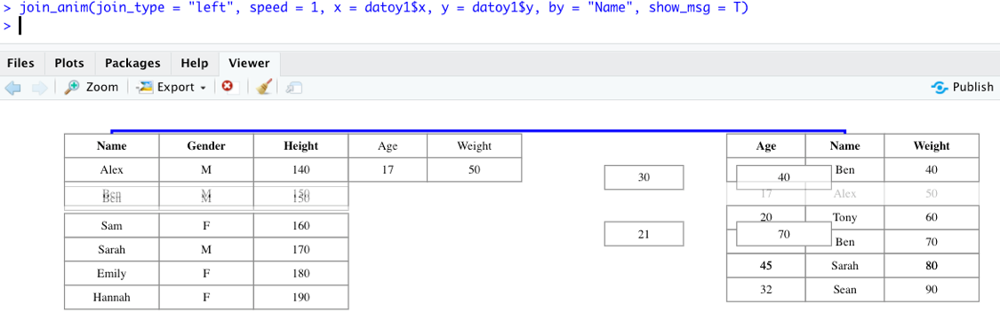 > join_anim(join_type = "left", speed = 1, x = datoy1$x, y = datoy1$y, by = "Name", show_msg = T)
>
Files Plots Packages Help Viewer
Zoom Export Publish
Name Gender Height Age Weight Age Name Weight
Alex M 140 17 50 30 40 Ben 40
Ben M 150 17 Alex 50
Ben M 150
Sam F 160 20 Tony 60
21 70 Ben 70
Sarah M 170
Emily F 180 45 Sarah 80
Hannah F 190 32 Sean 90